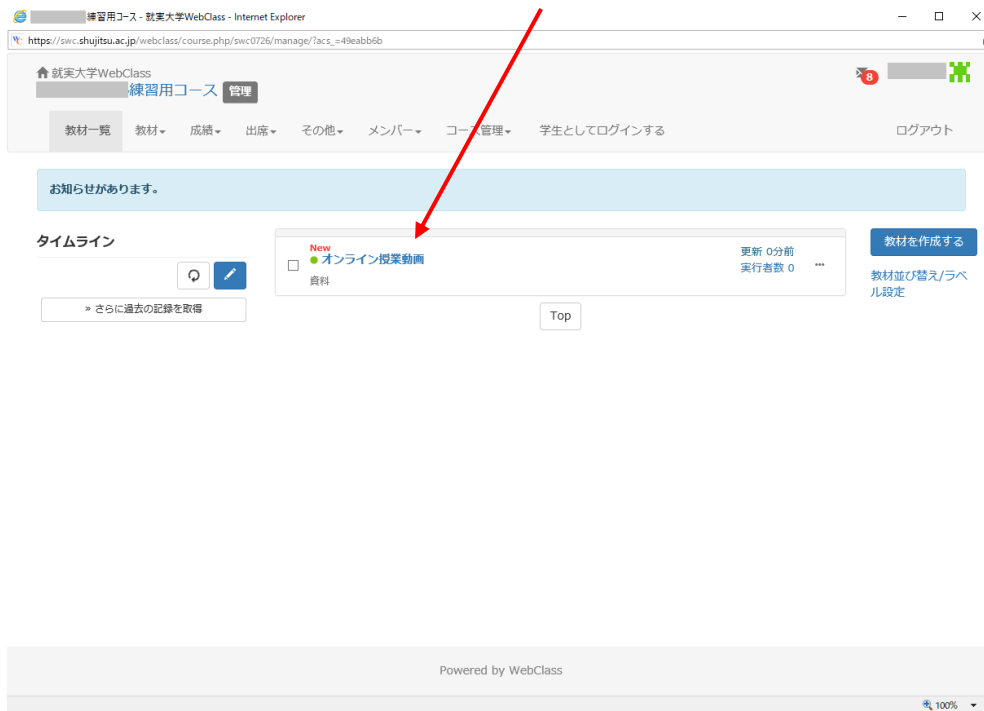 練習用コース - 就実大学WebClass - Internet Explorer
https://swc.shujitsu.ac.jp/webclass/course.php/swc0726/manage/?acs_=49eabb6b
就実大学WebClass
練習用コース 管理
8
教材一覧 教材 成績 出席 その他 メンバー コース管理 学生としてログインする ログアウト
お知らせがあります。
タイムライン
» さらに過去の記録を取得
New
オンライン授業動画
資料
更新 0分前
実行者数 0
...
Top
教材を作成する
教材並び替え/ラベ
ル設定
Powered by WebClass
100%